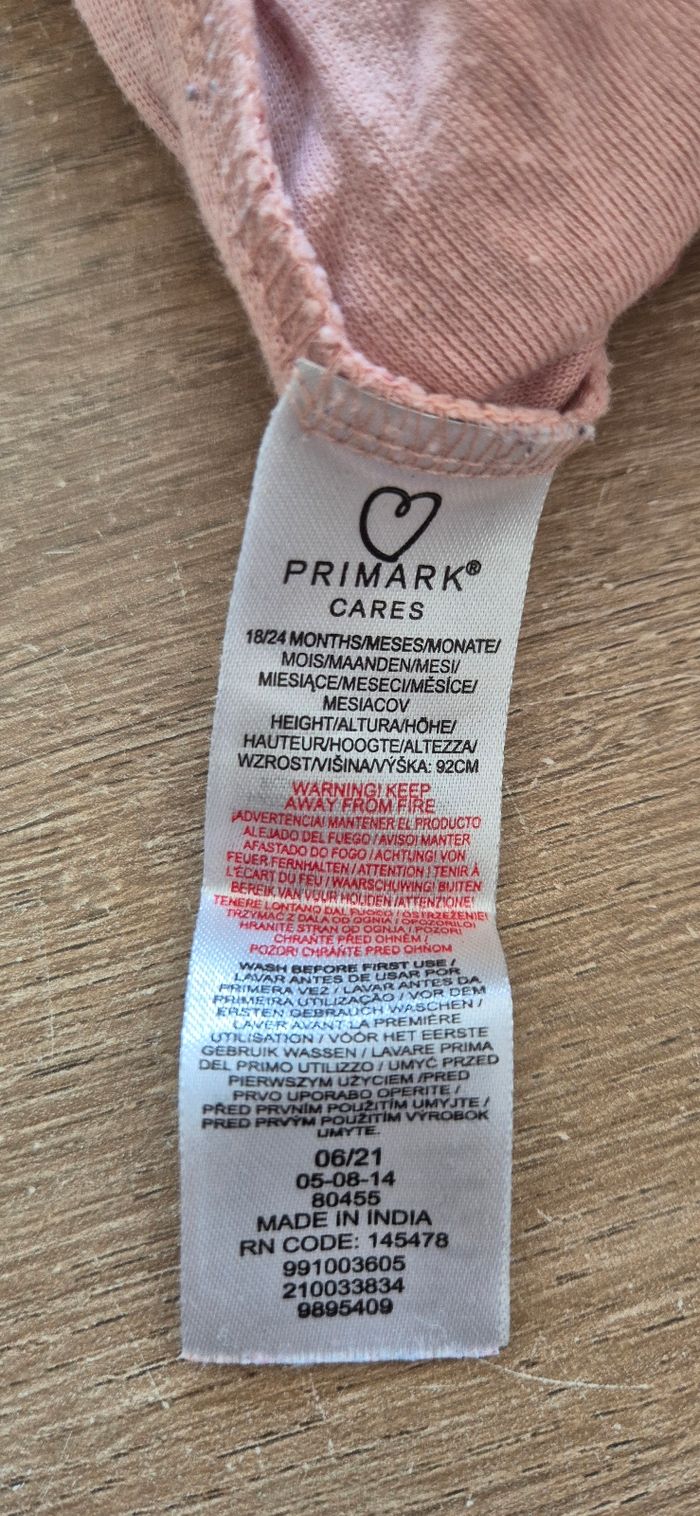 PRIMARK®
CARES
18/24 MONTHS/MESES/MONATE/
MOIS/MAANDEN/MESI/
MIESIĄCE/MESECI/MĚSÍCE/
MESIACOV
HEIGHT/ALTURA/HÖHE/
HAUTEUR/HOOGTE/ALTEZZA/
WZROST/VIŠINA/VÝŠKA: 92CM
WARNING! KEEP
AWAY FROM FIRE
¡ADVERTENCIA! MANTENER EL PRODUCTO
ALEJADO DEL FUEGO / AVISO! MANTER
AFASTADO DO FOGO / ACHTUNG! VON
FEUER FERNHALTEN / ATTENTION ! TENIR À
L'ÉCART DU FEU / WAARSCHUWING! BUITEN
BEREIK VAN VUUR HOUDEN /ATTENZIONE!
TENERE LONTANO DAL FUOCO / OSTRZEŻENIE!
TRZYMAĆ Z DALA OD OGNIA / OPOZORILO!
HRANITE STRAN OD OGNJA / POZOR!
CHRAŇTE PŘED OHNĚM /
POZOR! CHRÁŇTE PRED OHNOM
WASH BEFORE FIRST USE /
LAVAR ANTES DE USAR POR
PRIMERA VEZ / LAVAR ANTES DA
PRIMEIRA UTILIZAÇÃO / VOR DEM
ERSTEN GEBRAUCH WASCHEN /
LAVER AVANT LA PREMIÈRE
UTILISATION / VÓÓR HET EERSTE
GEBRUIK WASSEN / LAVARE PRIMA
DEL PRIMO UTILIZZO / UMYĆ PRZED
PIERWSZYM UŻYCIEM /PRED
PRVO UPORABO OPERITE /
PŘED PRVNÍM POUŽITÍM UMYJTE /
PRED PRVÝM POUŽITÍM VÝROBOK
UMYTE.
06/21
05-08-14
80455
MADE IN INDIA
RN CODE: 145478
991003605
210033834
9895409